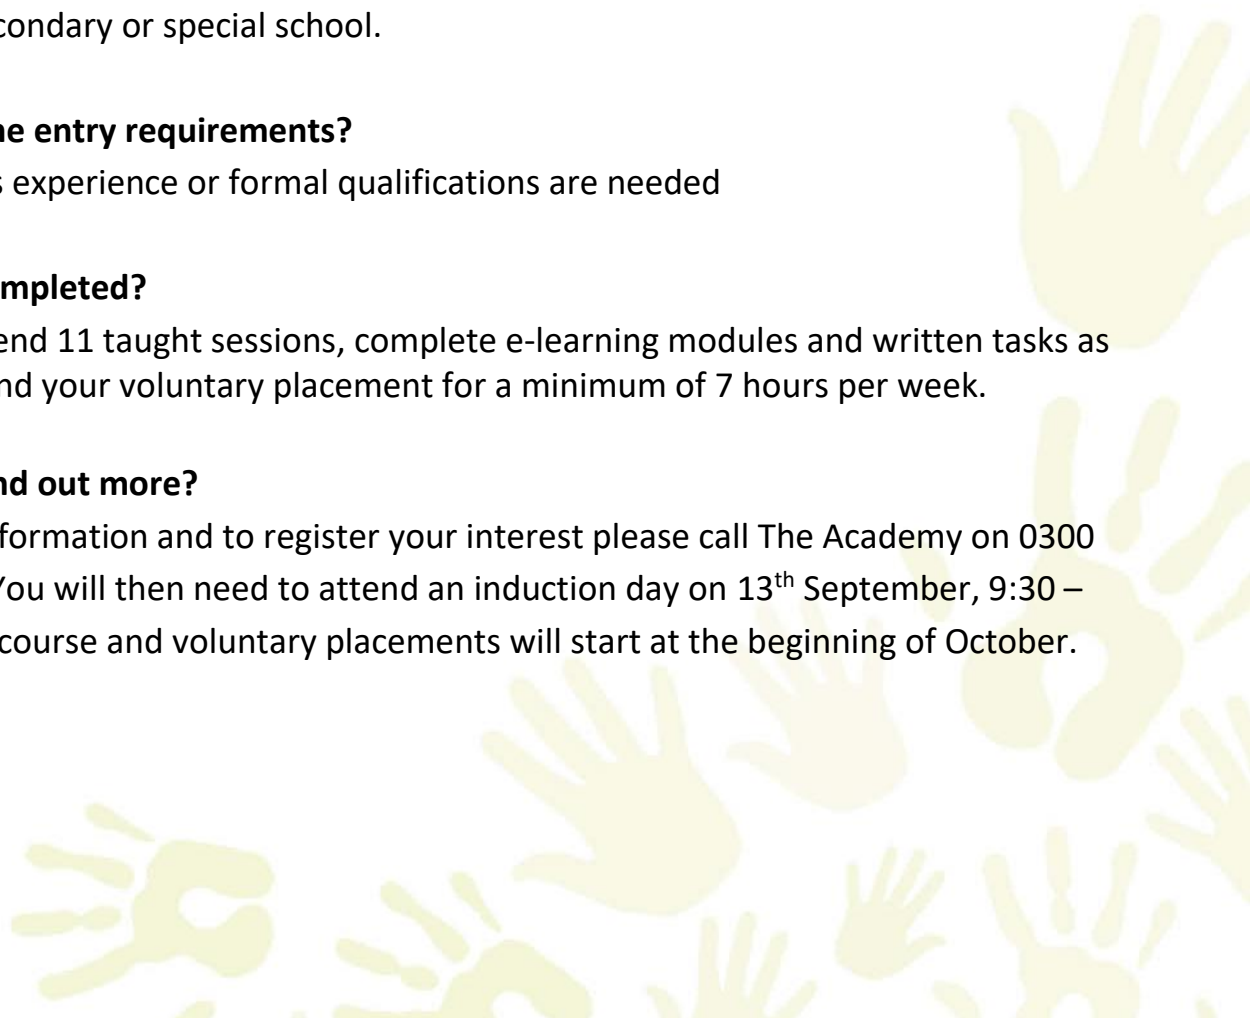 condary or special school.
ne entry requirements?
s experience or formal qualifications are needed
mpleted?
end 11 taught sessions, complete e-learning modules and written tasks as
nd your voluntary placement for a minimum of 7 hours per week.
nd out more?
formation and to register your interest please call The Academy on 0300
You will then need to attend an induction day on 13th September, 9:30 –
course and voluntary placements will start at the beginning of October.